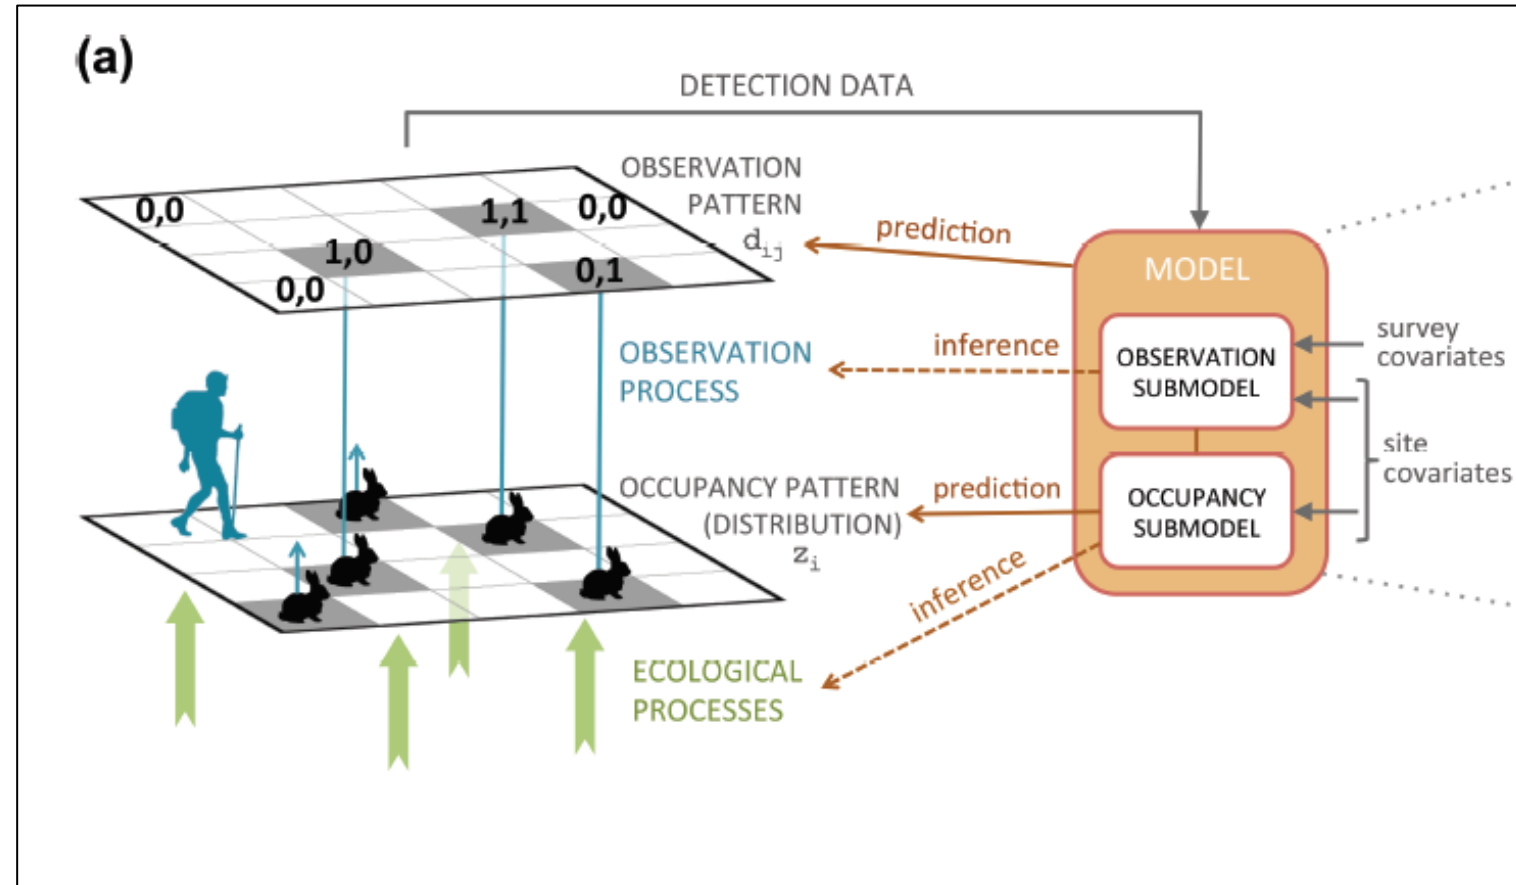 (a)
DETECTION DATA
OBSERVATION
PATTERN
dij
0,0
1,1
0,0
1,0
0,1
0,0
prediction
MODEL
OBSERVATION
PROCESS
inference
OBSERVATION
SUBMODEL
survey
covariates
site
covariates
OCCUPANCY PATTERN
(DISTRIBUTION)
zi
prediction
OCCUPANCY
SUBMODEL
inference
ECOLOGICAL
PROCESSES